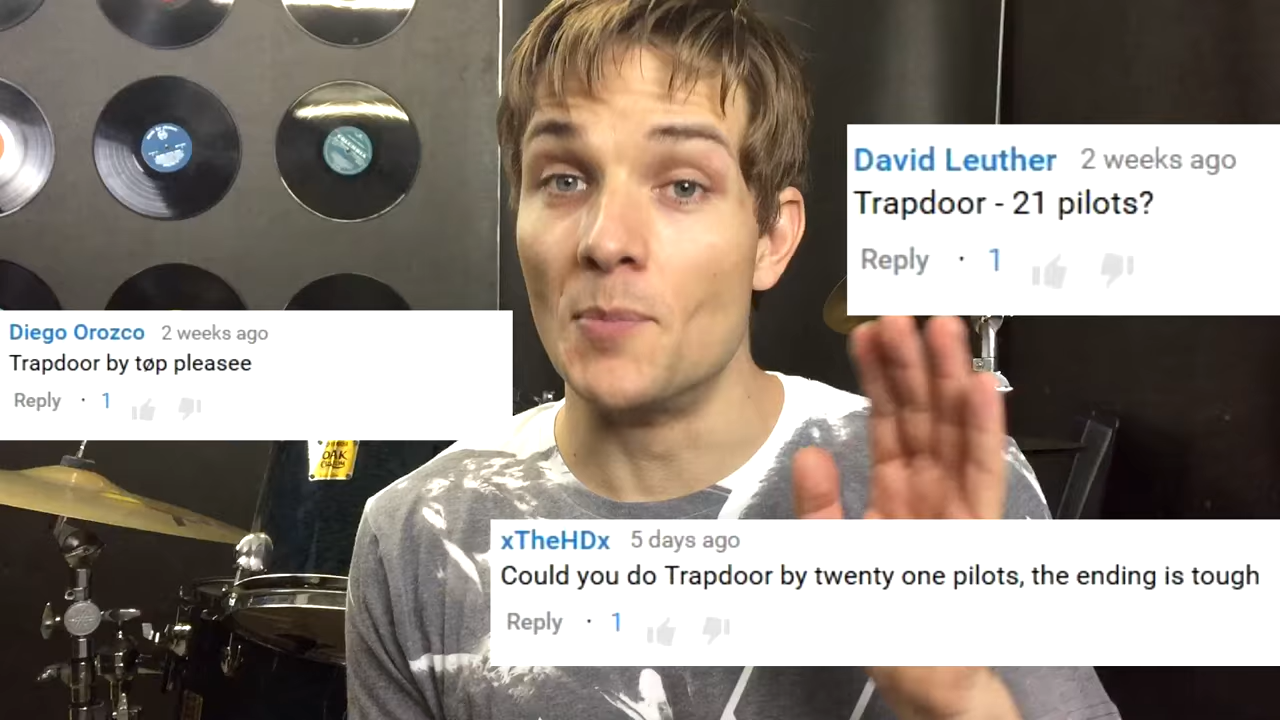 David Leuther 2 weeks ago
Trapdoor - 21 pilots?
Reply · 1
Diego Orozco 2 weeks ago
Trapdoor by tøp pleasee
Reply · 1
OAK
xTheHDx 5 days ago
Could you do Trapdoor by twenty one pilots, the ending is tough
Reply · 1